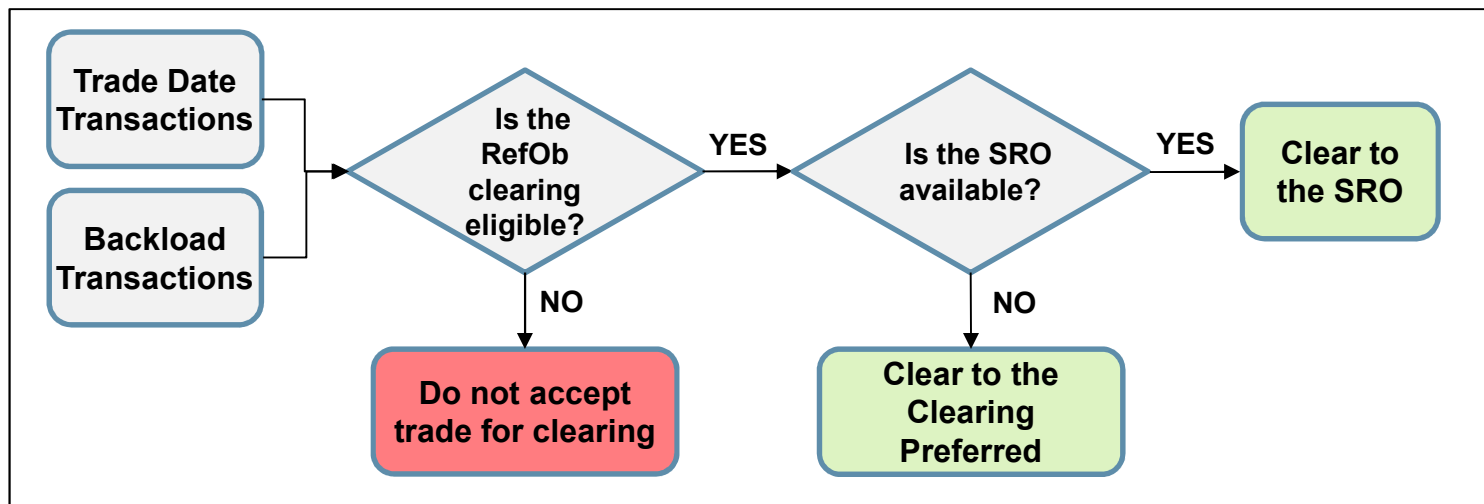 Trade Date
Transactions
Backload
Transactions
Is the
RefOb
clearing
eligible?
YES
NO
Do not accept
trade for clearing
Is the SRO
available?
YES
NO
Clear to
the SRO
Clear to the
Clearing
Preferred